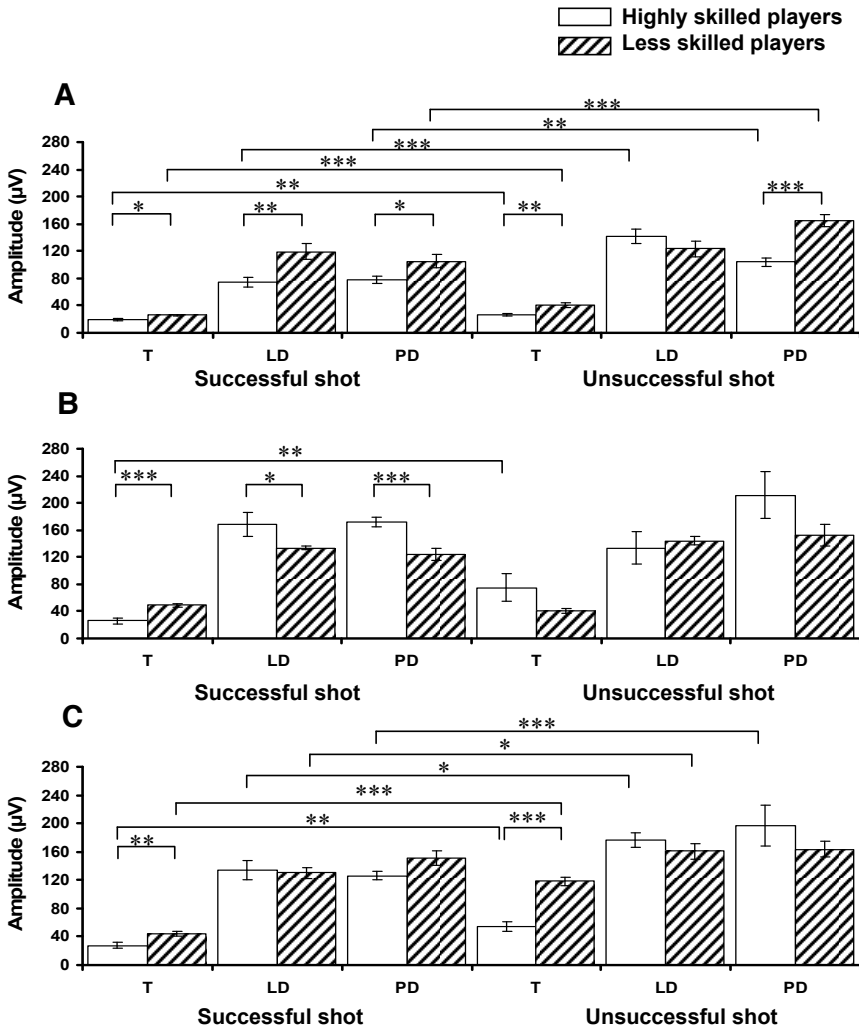 Highly skilled players
Less skilled players
A
***
**
***
***
**
* ** * ** ***
280
240
200
160
120
80
40
0
Amplitude (µV)
T LD PD T LD PD
Successful shot Unsuccessful shot
B
**
*** * ***
280
240
200
160
120
80
40
0
Amplitude (µV)
T LD PD T LD PD
Successful shot Unsuccessful shot
C
***
*
*
***
** ***
**
280
240
200
160
120
80
40
0
Amplitude (µV)
T LD PD T LD PD
Successful shot Unsuccessful shot